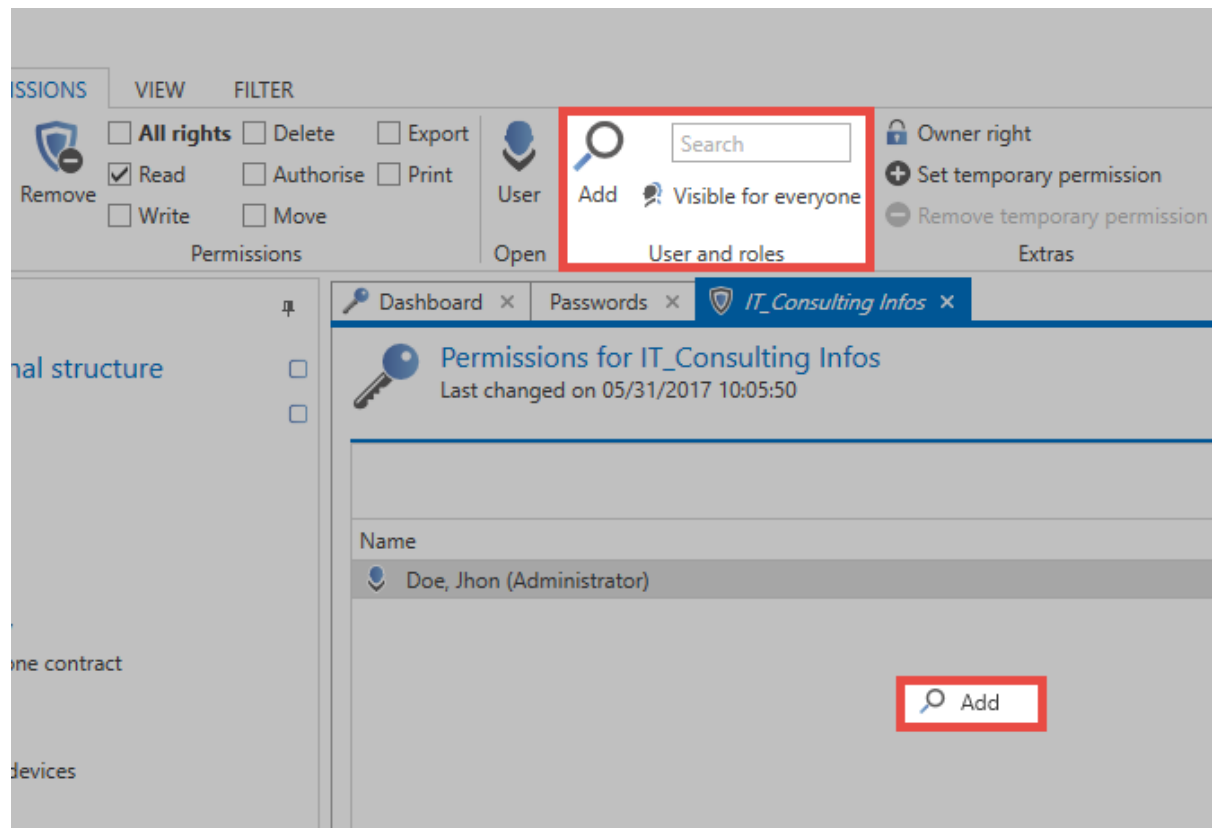 ISSIONS VIEW FILTER
All rights Delete Export
Read Authorise Print
Write Move
Remove
Permissions
User
Open
Search
Add Visible for everyone
User and roles
Owner right
Set temporary permission
Remove temporary permission
Extras
Dashboard Passwords IT_Consulting Infos
nal structure
Permissions for IT_Consulting Infos
Last changed on 05/31/2017 10:05:50
Name
Doe, Jhon (Administrator)
one contract
Add
devices